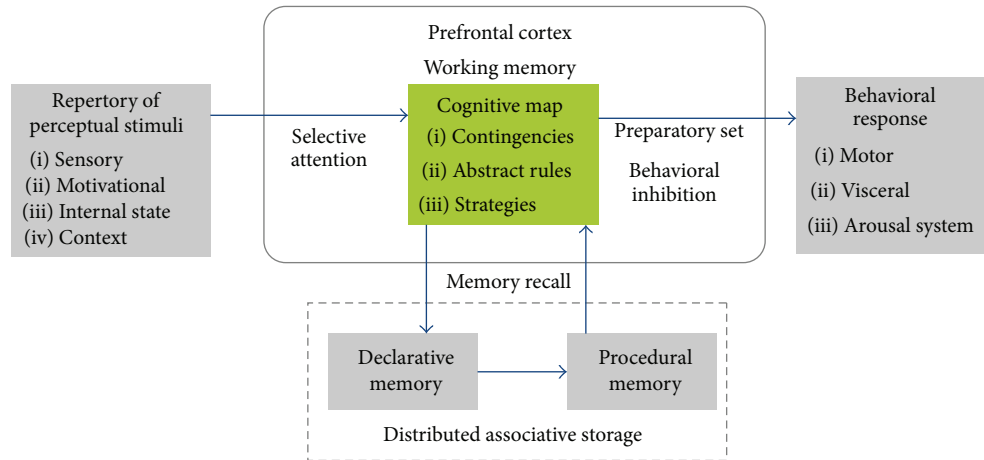 Prefrontal cortex
Working memory
Repertory of
perceptual stimuli
(i) Sensory
(ii) Motivational
(iii) Internal state
(iv) Context
Selective
attention
Cognitive map
(i) Contingencies
(ii) Abstract rules
(iii) Strategies
Preparatory set
Behavioral
inhibition
Behavioral
response
(i) Motor
(ii) Visceral
(iii) Arousal system
Memory recall
Declarative
memory
Procedural
memory
Distributed associative storage